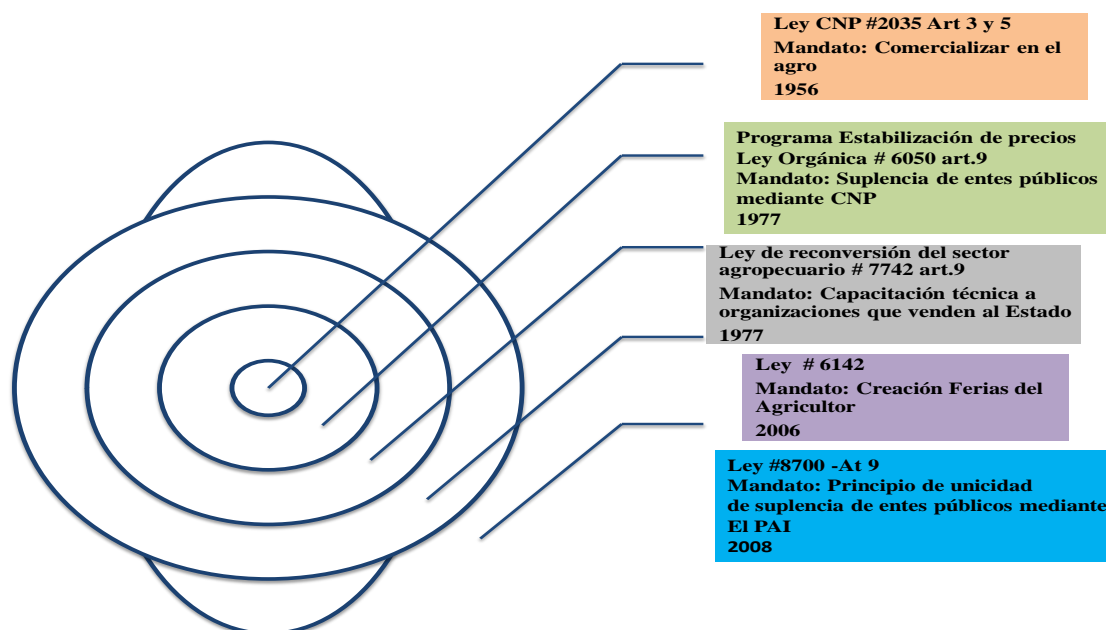 Ley CNP #2035 Art 3 y 5
Mandato: Comercializar en el
agro
1956
Programa Estabilización de precios
Ley Orgánica # 6050 art.9
Mandato: Suplencia de entes públicos
mediante CNP
1977
Ley de reconversión del sector
agropecuario # 7742 art.9
Mandato: Capacitación técnica a
organizaciones que venden al Estado
1977
Ley # 6142
Mandato: Creación Ferias del
Agricultor
2006
Ley #8700 -At 9
Mandato: Principio de unicidad
de suplencia de entes públicos mediante
El PAI
2008